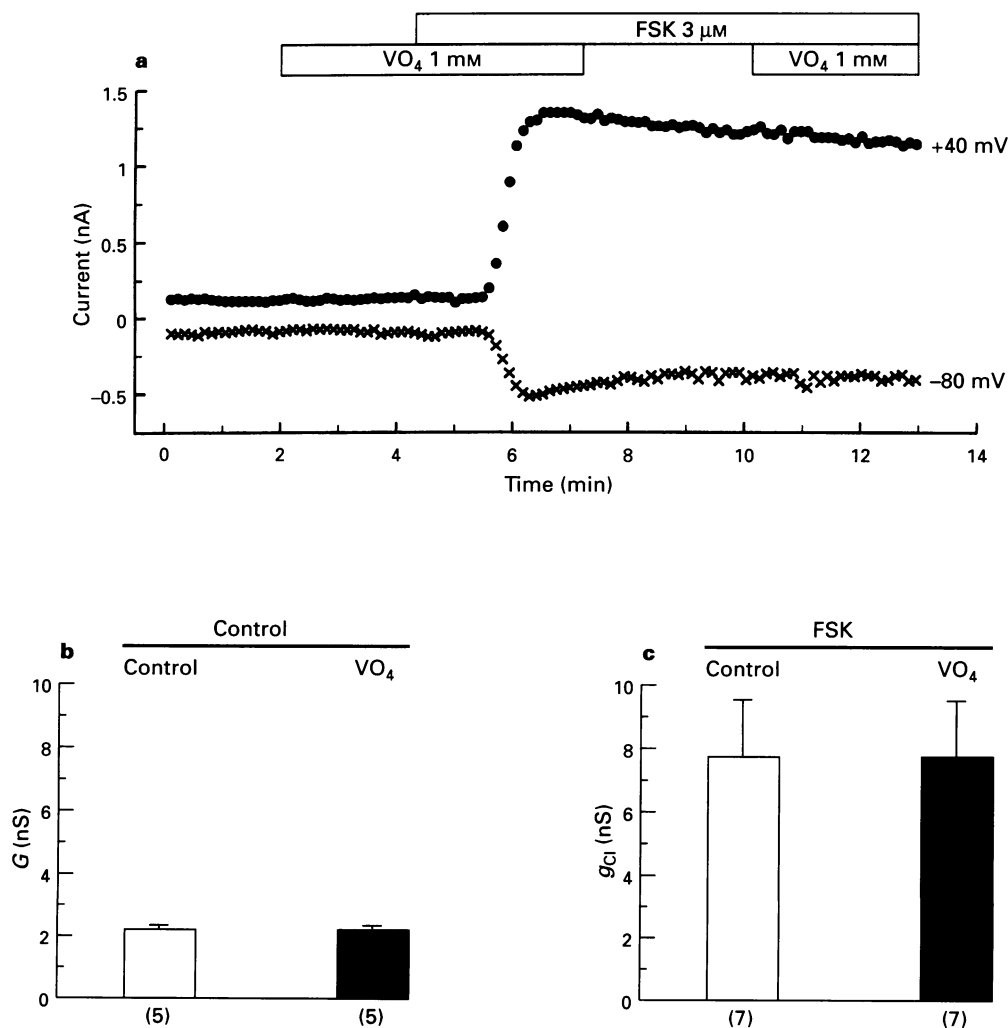 FSK 3 μM
a
VO₄ 1 mM
VO₄ 1 mM
1.5
1
0.5
0
−0.5
Current (nA)
+40 mV
−80 mV
0 2 4 6 8 10 12 14
Time (min)
b
Control
Control VO₄
10
8
6
4
2
0
G (nS)
(5) (5)
c
FSK
Control VO₄
10
8
6
4
2
0
gCl (nS)
(7) (7)